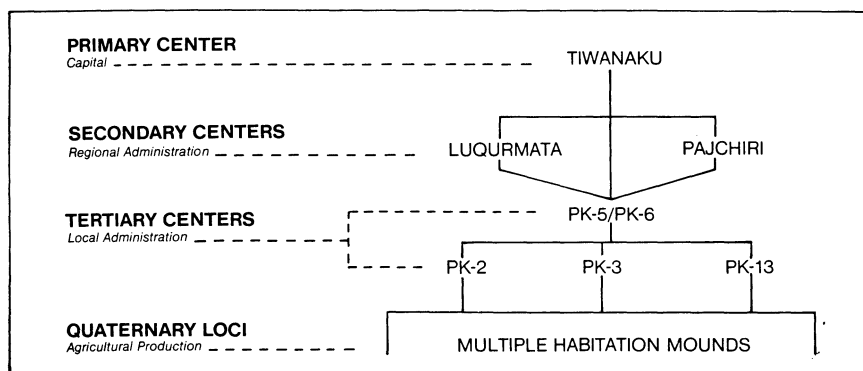 PRIMARY CENTER
Capital
TIWANAKU
SECONDARY CENTERS
Regional Administration
LUQURMATA
PAJCHIRI
TERTIARY CENTERS
Local Administration
PK-5/PK-6
PK-2
PK-3
PK-13
QUATERNARY LOCI
Agricultural Production
MULTIPLE HABITATION MOUNDS